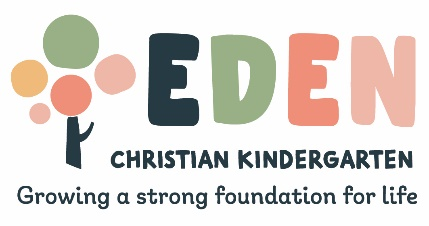 EDEN
CHRISTIAN KINDERGARTEN
Growing a strong foundation for life